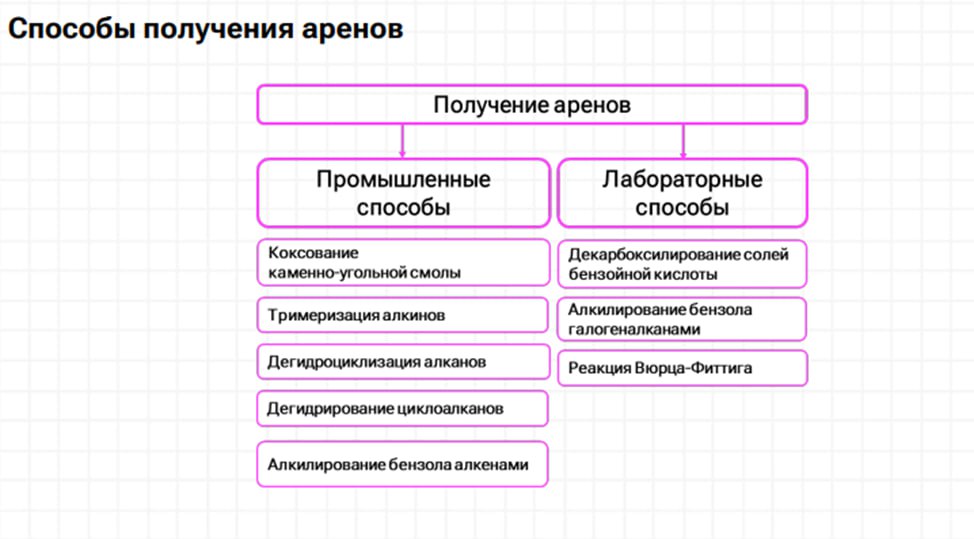 Способы получения аренов
Получение аренов
Промышленные
способы
Коксование
каменно-угольной смолы
Тримеризация алкинов
Дегидроциклизация алканов
Дегидрирование циклоалканов
Алкилирование бензола алкенами
Лабораторные
способы
Декарбоксилирование солей
бензойной кислоты
Алкилирование бензола
галогеналканами
Реакция Вюрца-Фиттига